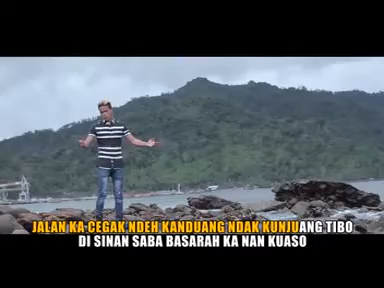 JALAN KA CEGAK NDEH KANDUANG NDAK KUNJUANG TIBO
DI SINAN SABA BASARAH KA NAN KUASO